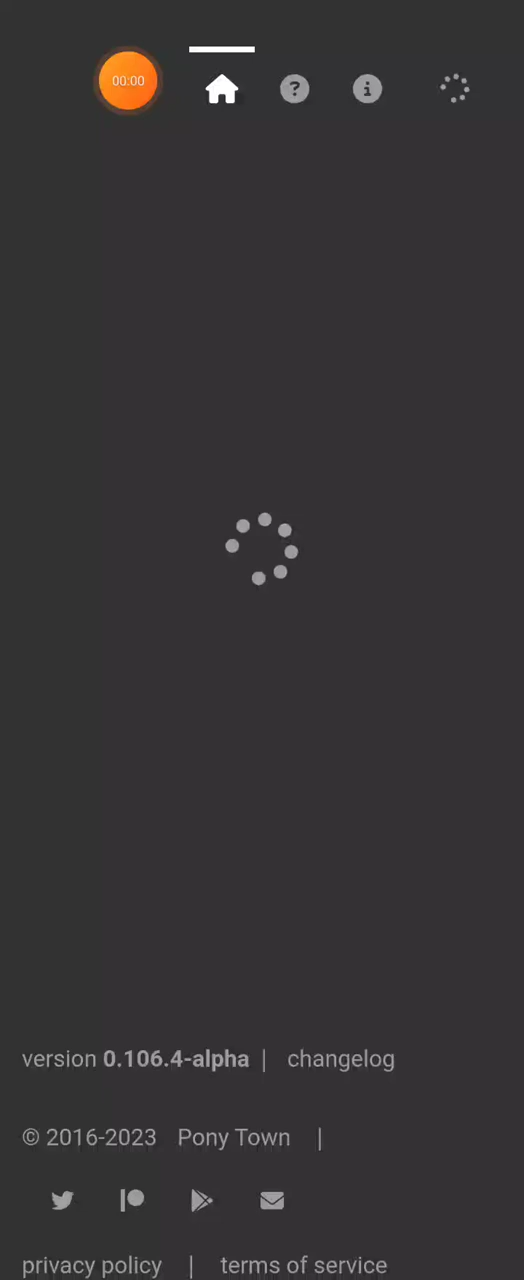 00:00
version 0.106.4-alpha | changelog
© 2016-2023 Pony Town |
privacy policy | terms of service